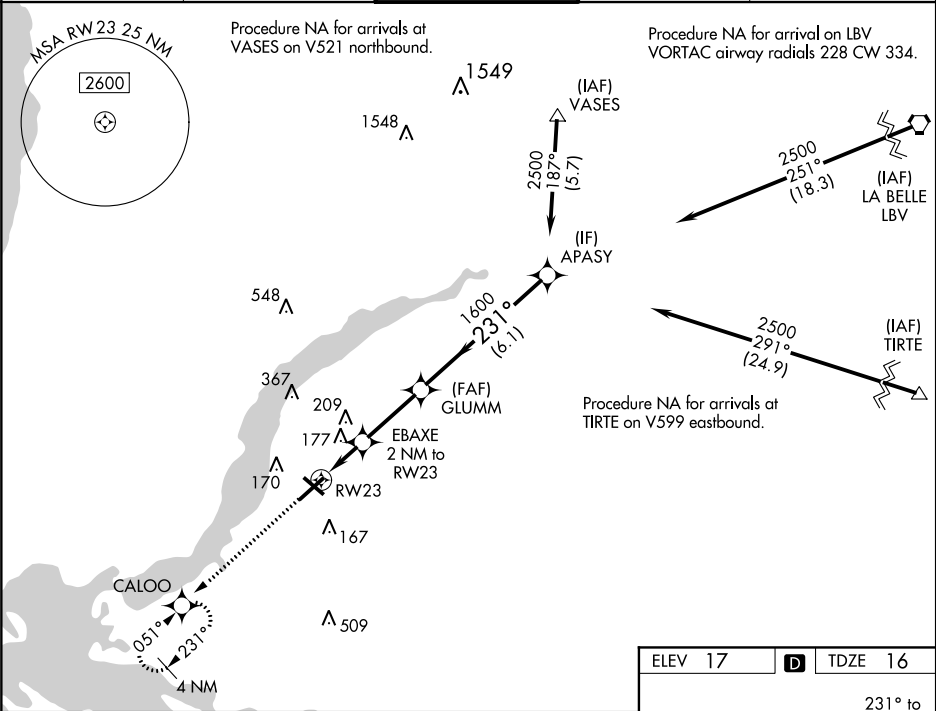 MSA RW 23 25 NM
2600
Procedure NA for arrivals at
VASES on V521 northbound.
Procedure NA for arrival on LBV
VORTAC airway radials 228 CW 334.
1549
1548
(IAF)
VASES
2500
187°
(5.7)
2500
251°
(18.3)
(IAF)
LA BELLE
LBV
(IF)
APASY
548
1600
231°
(6.1)
2500
291°
(24.9)
(IAF)
TIRTE
367
(FAF)
GLUMM
209
177
EBAXE
2 NM to
RW23
Procedure NA for arrivals at
TIRTE on V599 eastbound.
170
RW23
167
CALOO
051°
231°
4 NM
509
ELEV 17
D
TDZE 16
231° to